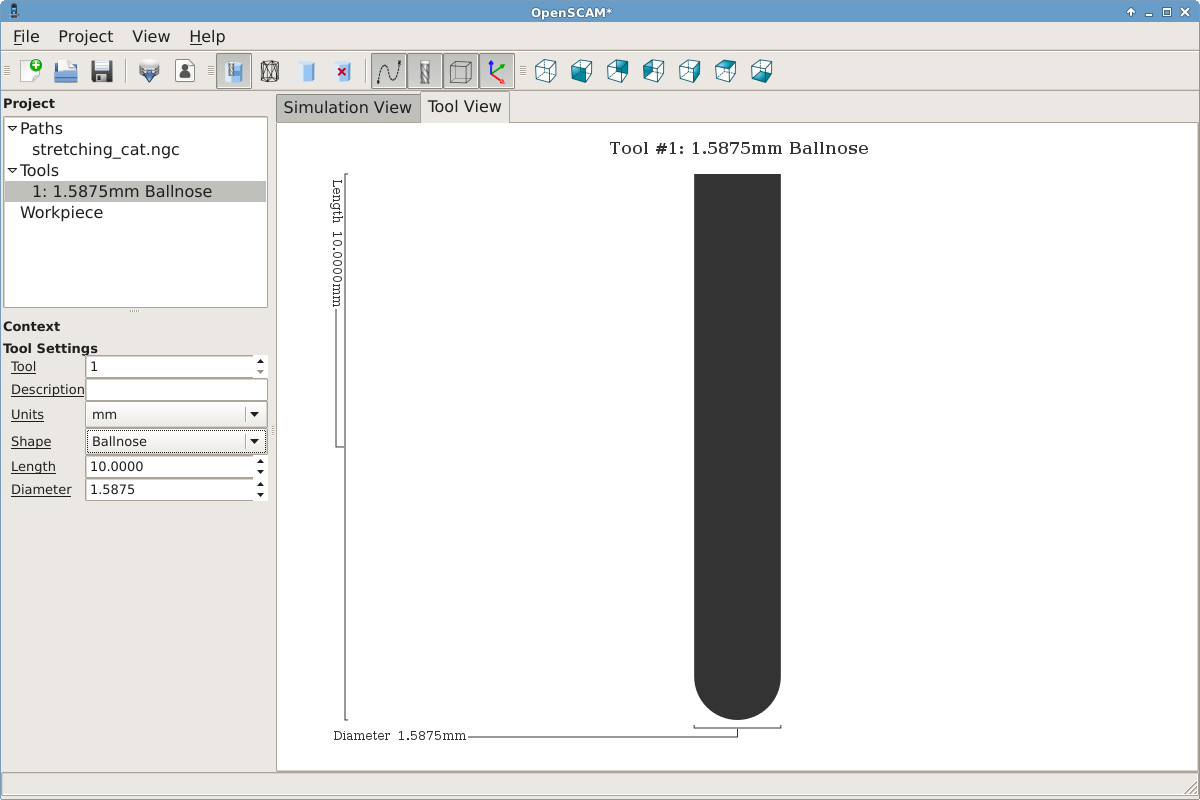 OpenSCAM*
File Project View Help
Project
Paths
stretching_cat.ngc
Tools
1: 1.5875mm Ballnose
Workpiece
Context
Tool Settings
Tool 1
Description
Units mm
Shape Ballnose
Length 10.0000
Diameter 1.5875
Simulation View Tool View
Tool #1: 1.5875mm Ballnose
Length 10.0000mm
Diameter 1.5875mm